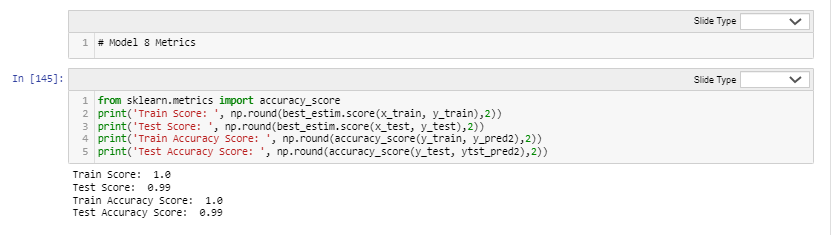 Slide Type
1 # Model 8 Metrics
In [145]:
Slide Type
1 from sklearn.metrics import accuracy_score
2 print('Train Score: ', np.round(best_estim.score(x_train, y_train),2))
3 print('Test Score: ', np.round(best_estim.score(x_test, y_test),2))
4 print('Train Accuracy Score: ', np.round(accuracy_score(y_train, y_pred2),2))
5 print('Test Accuracy Score: ', np.round(accuracy_score(y_test, ytst_pred2),2))
Train Score:  1.0
Test Score:  0.99
Train Accuracy Score:  1.0
Test Accuracy Score:  0.99